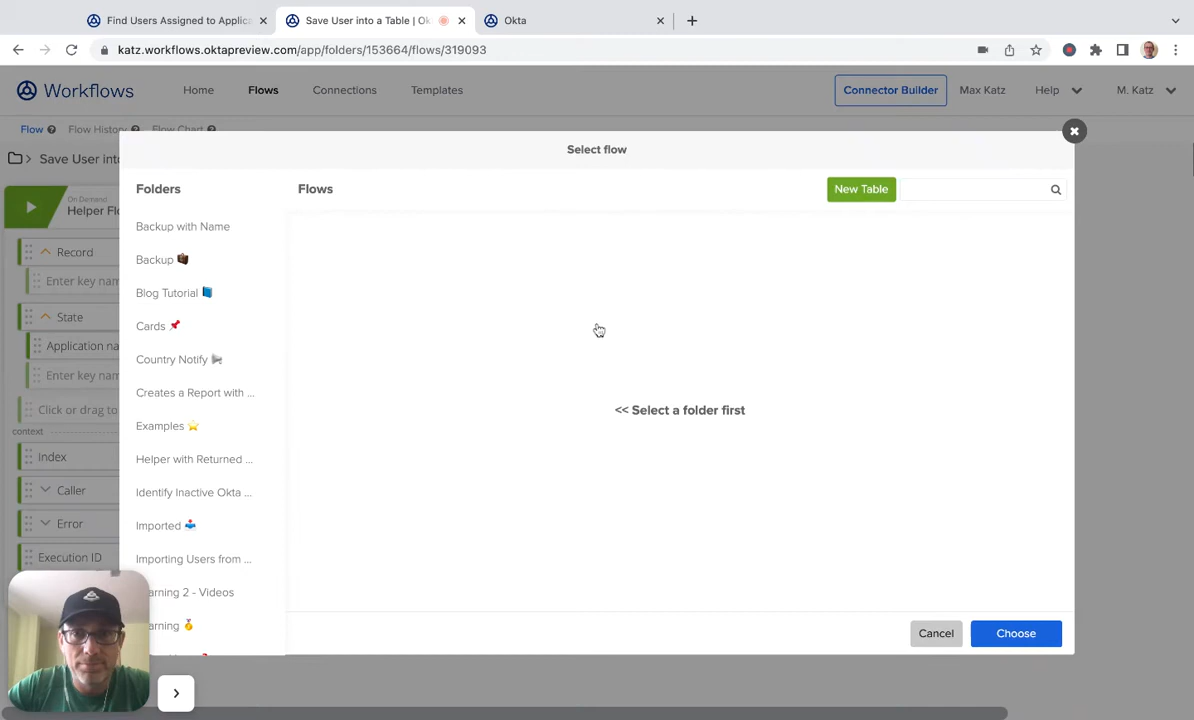 Find Users Assigned to Applic
Save User into a Table | Ok
Okta
katz.workflows.oktapreview.com/app/folders/153664/flows/319093
Workflows
Home
Flows
Connections
Templates
Connector Builder
Max Katz
Help
M. Katz
Flow
Flow History
Flow Chart
Save User int
Select flow
On Demand
Helper Flo
Folders
Flows
New Table
Record
Enter key nam
State
Application na
Enter key nam
Click or drag to
context
Index
Caller
Error
Execution ID
Backup with Name
Backup
Blog Tutorial
Cards
Country Notify
Creates a Report with ...
Examples
Helper with Returned ...
Identify Inactive Okta ...
Imported
Importing Users from ...
arning 2 - Videos
arning
<< Select a folder first
Cancel
Choose